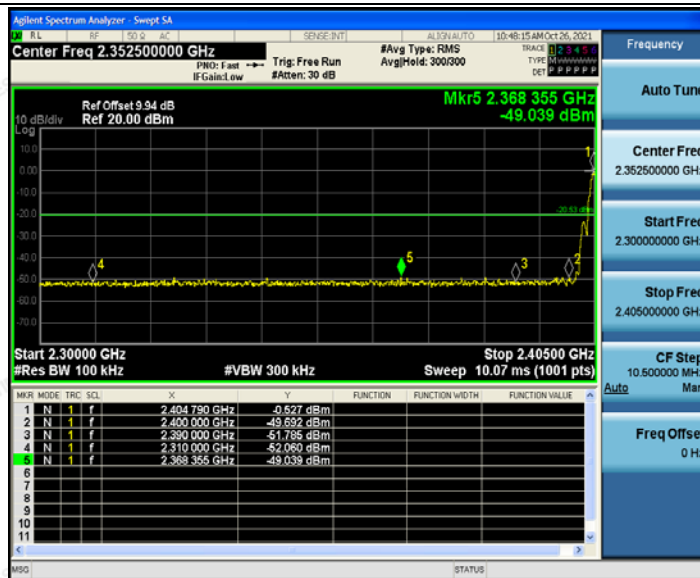 Agilent Spectrum Analyzer - Swept SA
RL RF 50 Ω AC SENSE:INT ALIGN AUTO 10:48:15 AM Oct 26, 2021
Center Freq 2.352500000 GHz #Avg Type: RMS TRACE 1 2 3 4 5 6
PNO: Fast Trig: Free Run Avg|Hold: 300/300 TYPE M WWWWW
IFGain:Low #Atten: 30 dB DET P P P P P P
Ref Offset 9.94 dB Mkr5 2.368 355 GHz
10 dB/div Ref 20.00 dBm -49.039 dBm
Log
10.0
0.00
-10.0
-20.0
-30.0
-40.0
-50.0
-60.0
-70.0
1
-20.53 dBm
4
5
3
2
Start 2.30000 GHz Stop 2.40500 GHz
#Res BW 100 kHz #VBW 300 kHz Sweep 10.07 ms (1001 pts)
MKR MODE TRC SCL X Y FUNCTION FUNCTION WIDTH FUNCTION VALUE
1 N 1 f 2.404 790 GHz -0.527 dBm
2 N 1 f 2.400 000 GHz -49.692 dBm
3 N 1 f 2.390 000 GHz -51.785 dBm
4 N 1 f 2.310 000 GHz -52.060 dBm
5 N 1 f 2.368 355 GHz -49.039 dBm
6
7
8
9
10
11
MSG STATUS
Frequency
Auto Tune
Center Freq
2.352500000 GHz
Start Freq
2.300000000 GHz
Stop Freq
2.405000000 GHz
CF Step
10.500000 MHz
Auto Man
Freq Offset
0 Hz